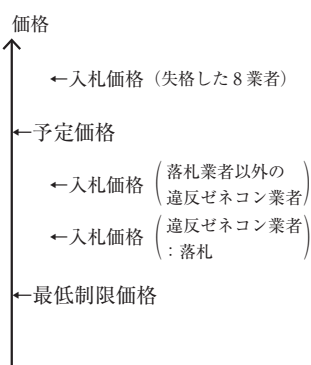 価格
←入札価格（失格した８業者）
←予定価格
←入札価格（落札業者以外の
違反ゼネコン業者）
←入札価格（違反ゼネコン業者
：落札）
←最低制限価格